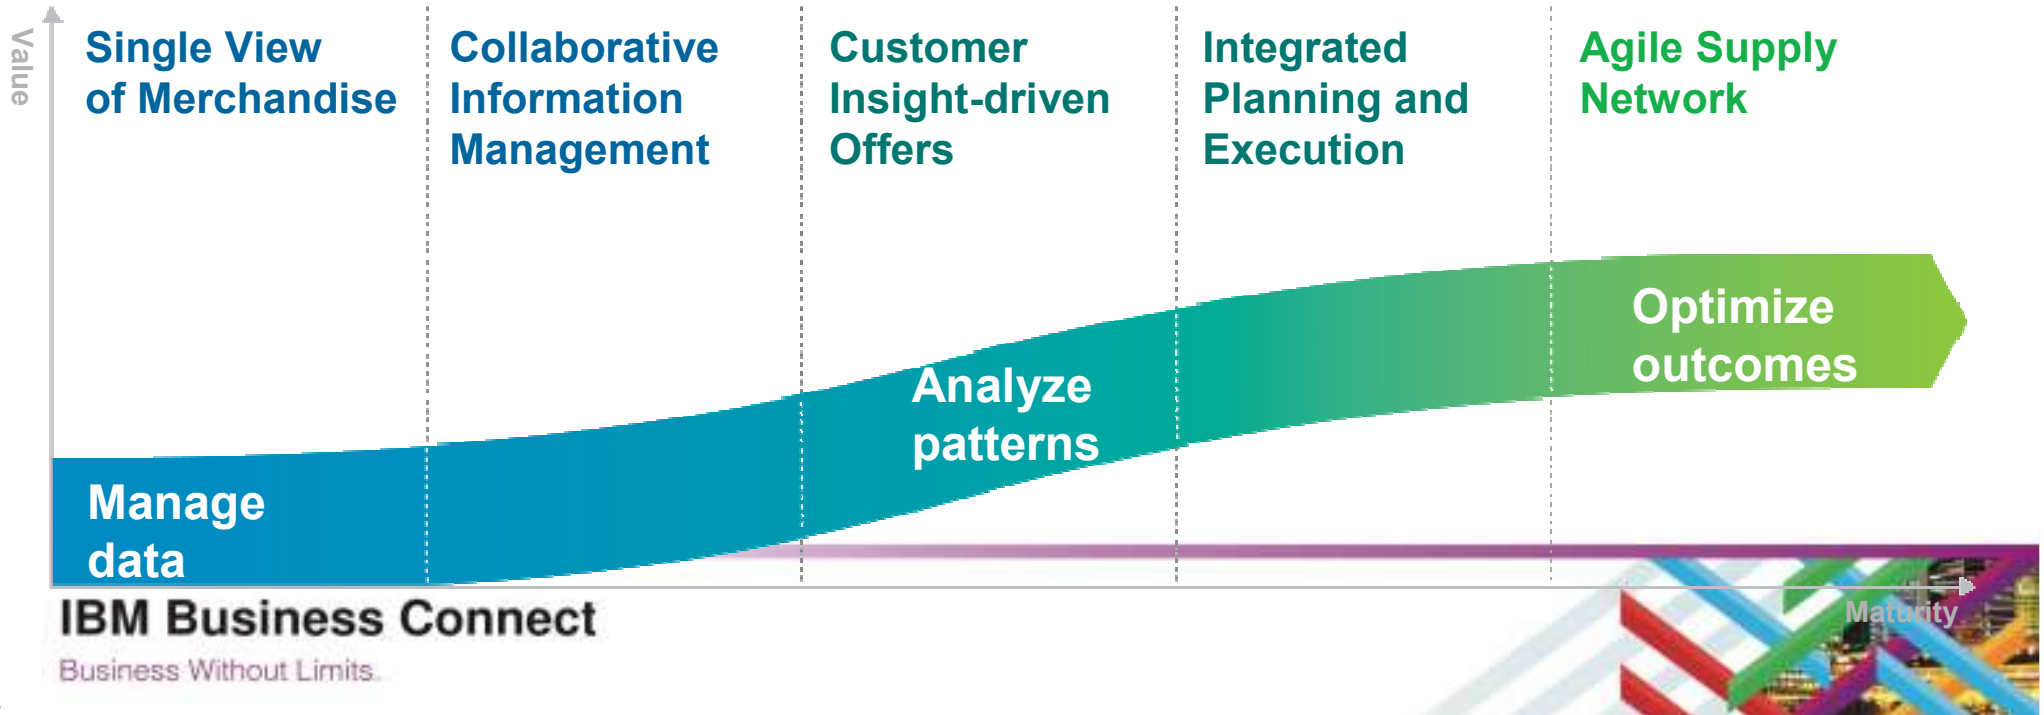 Value
Single View
of Merchandise
Collaborative
Information
Management
Customer
Insight-driven
Offers
Integrated
Planning and
Execution
Agile Supply
Network
Manage
data
Analyze
patterns
Optimize
outcomes
Maturity
IBM Business Connect
Business Without Limits.